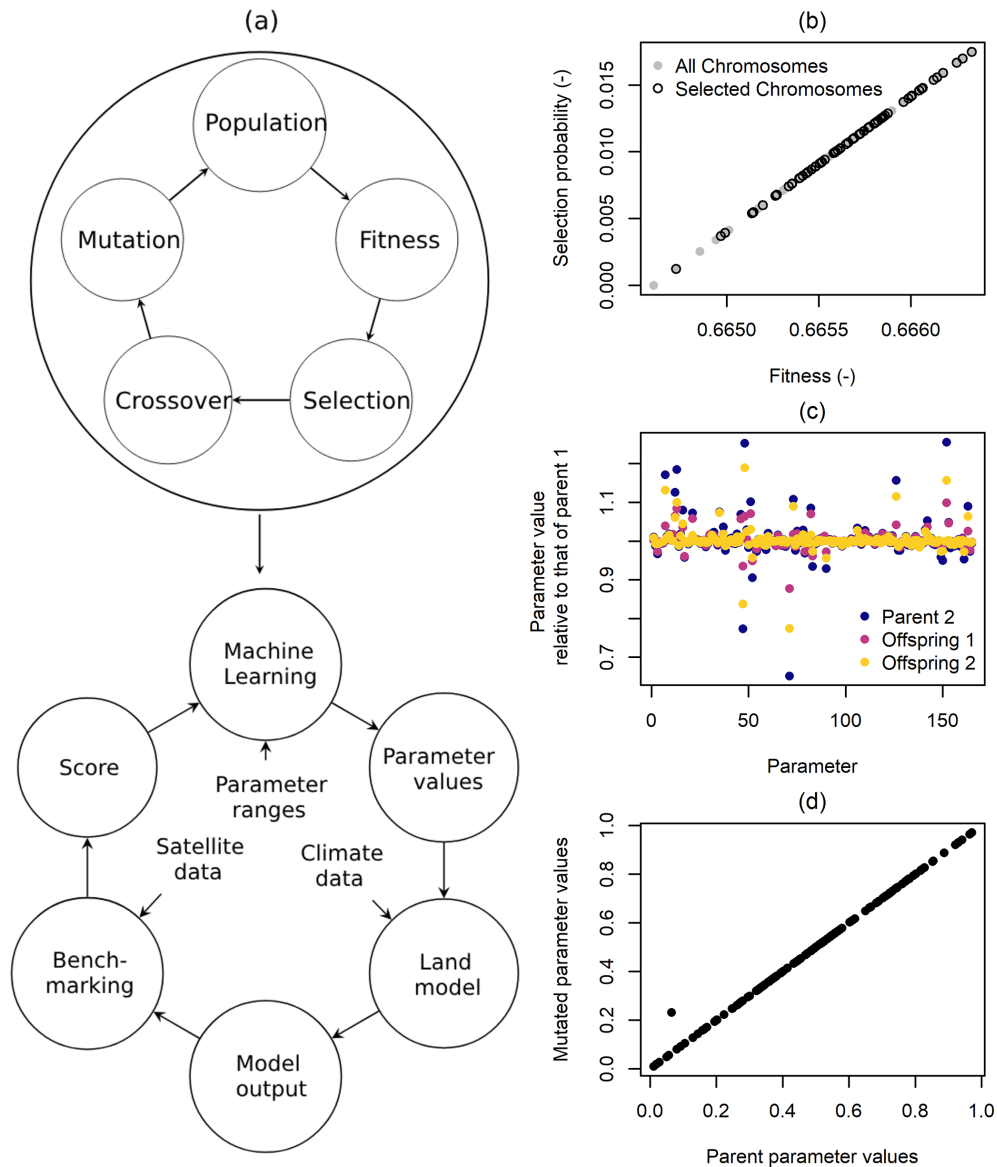 (a)
Population
Mutation
Fitness
Crossover
Selection
Machine
Learning
Score
Parameter
values
Parameter
ranges
Satellite
data
Climate
data
Bench-
marking
Land
model
Model
output
(b)
All Chromosomes
Selected Chromosomes
Selection probability (-)
0.000
0.005
0.010
0.015
0.6650
0.6655
0.6660
Fitness (-)
(c)
Parameter value
relative to that of parent 1
0.7
0.9
1.1
Parent 2
Offspring 1
Offspring 2
0
50
100
150
Parameter
(d)
Mutated parameter values
0.0
0.2
0.4
0.6
0.8
1.0
0.0
0.2
0.4
0.6
0.8
1.0
Parent parameter values